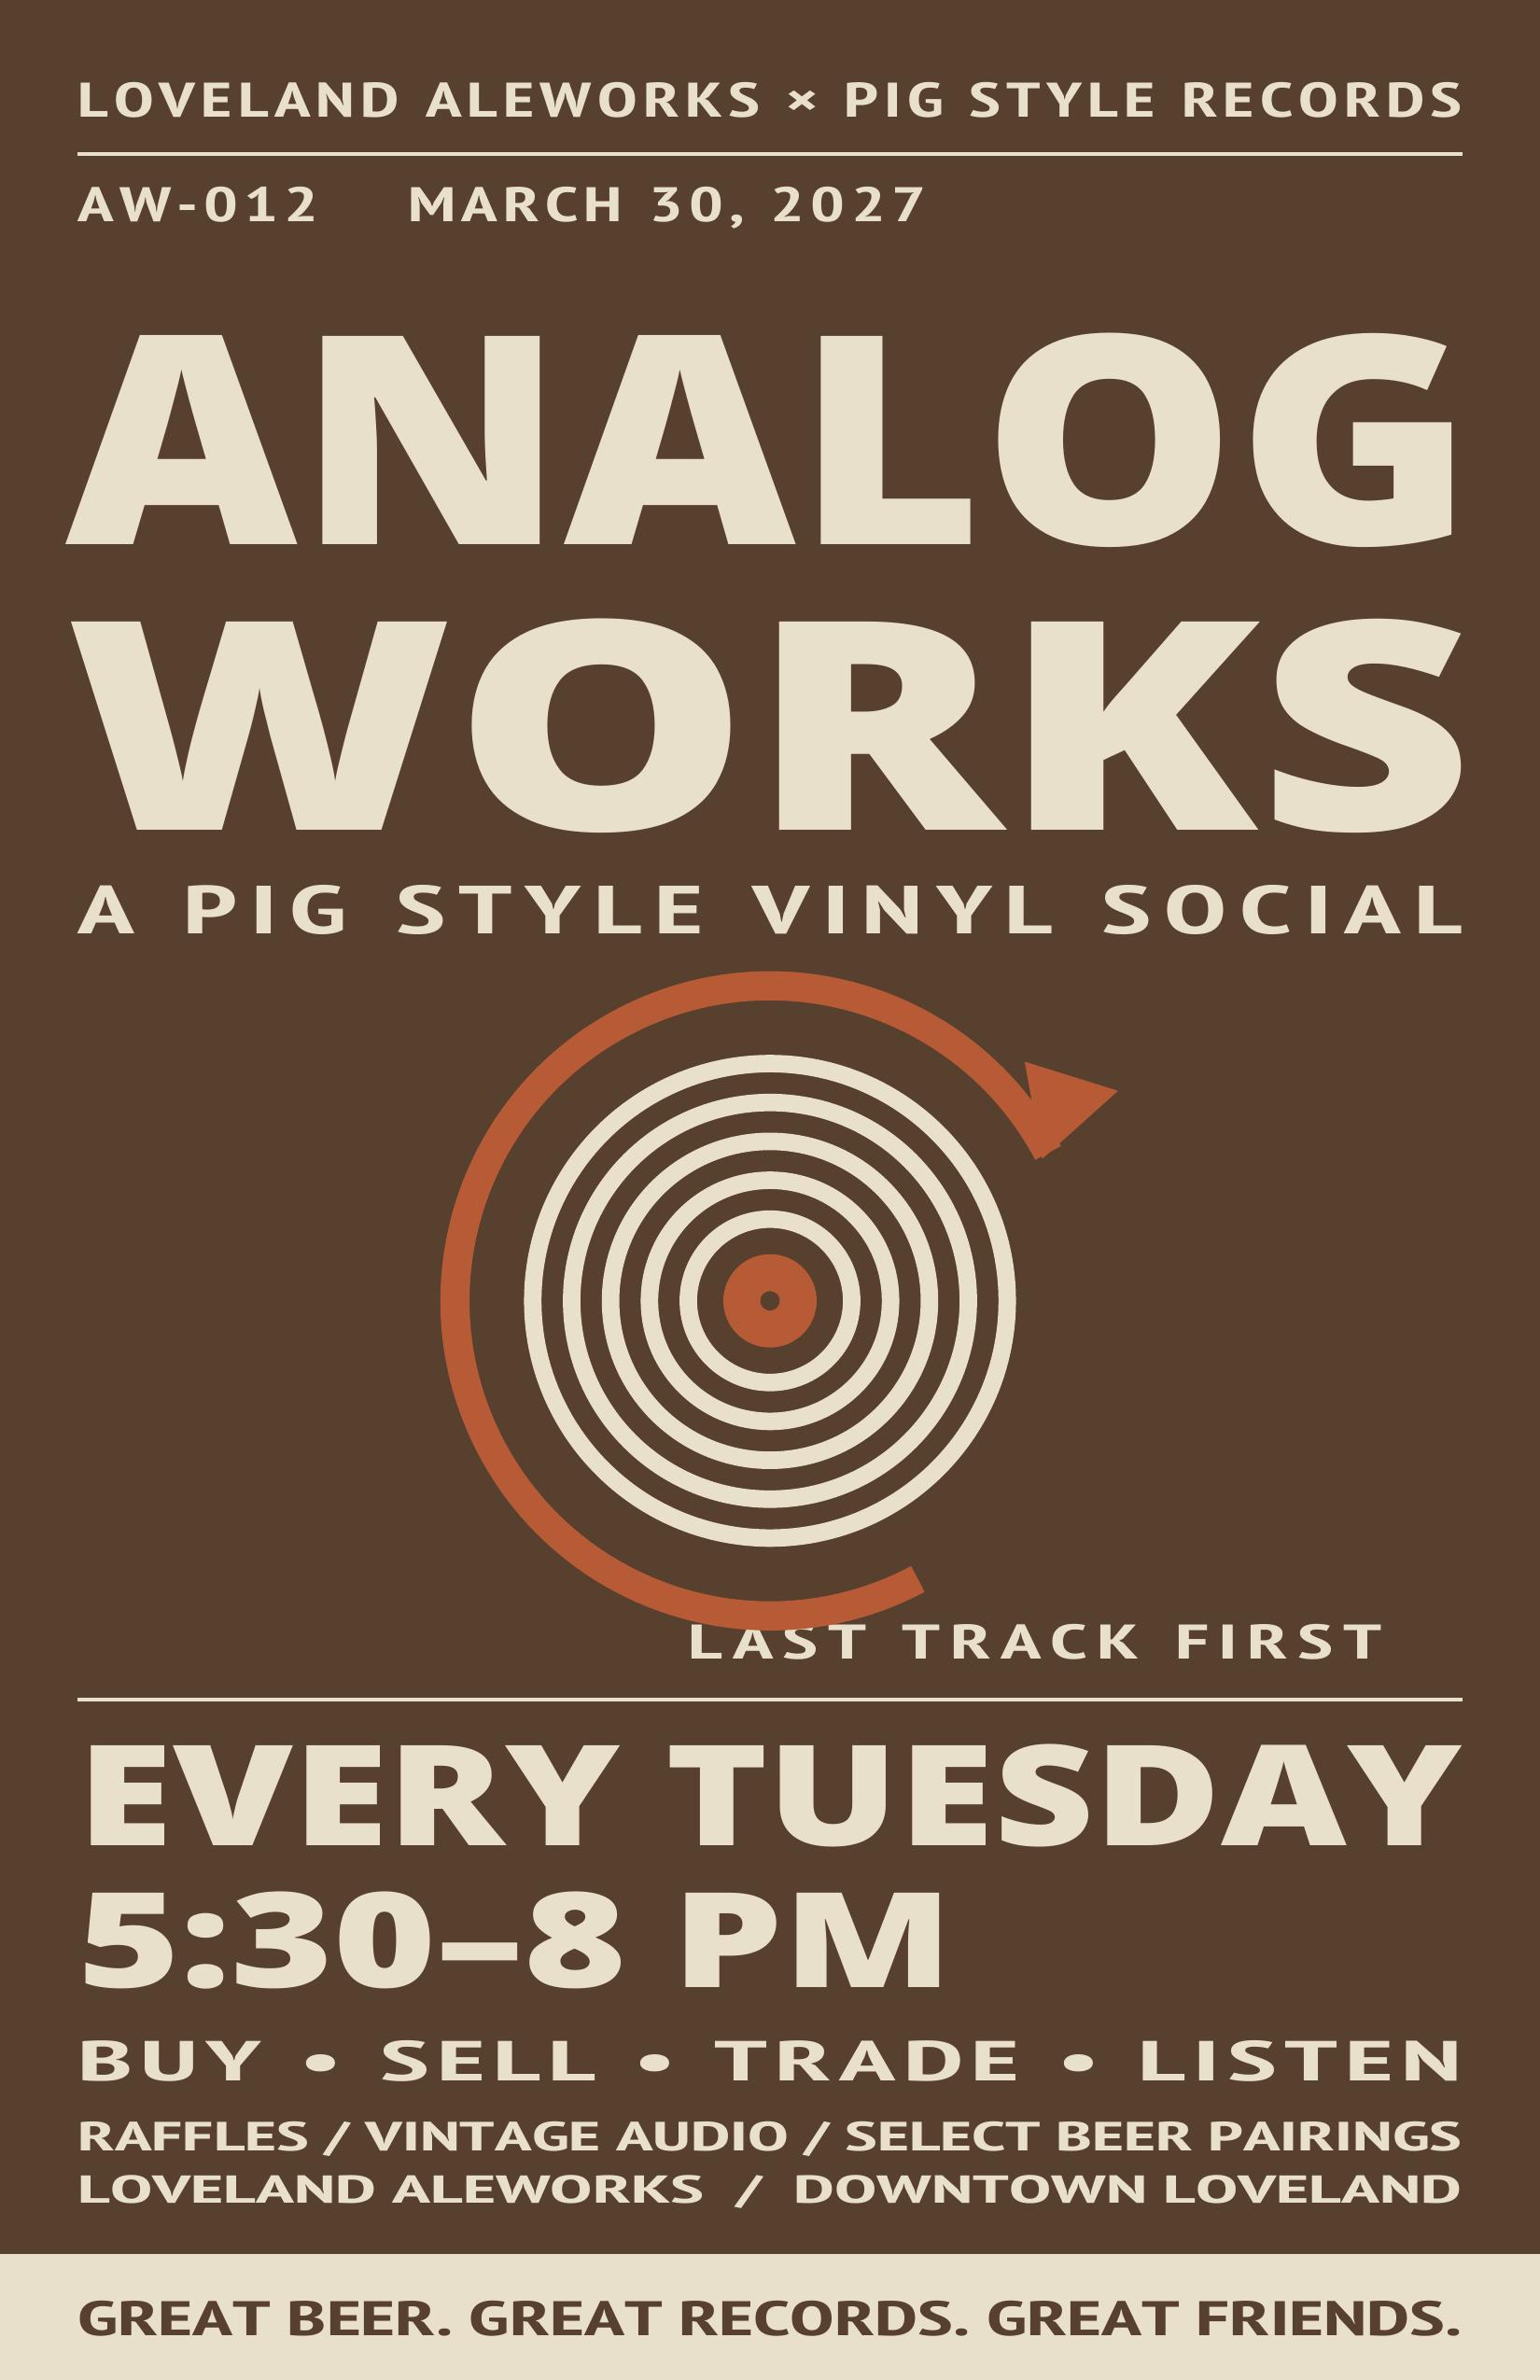 LOVELAND ALEWORKS × PIG STYLE RECORDS
AW-012 MARCH 30, 2027
ANALOG
WORKS
A PIG STYLE VINYL SOCIAL
LAST TRACK FIRST
EVERY TUESDAY
5:30–8 PM
BUY • SELL • TRADE • LISTEN
RAFFLES / VINTAGE AUDIO / SELECT BEER PAIRINGS
LOVELAND ALEWORKS / DOWNTOWN LOVELAND
GREAT BEER. GREAT RECORDS. GREAT FRIENDS.